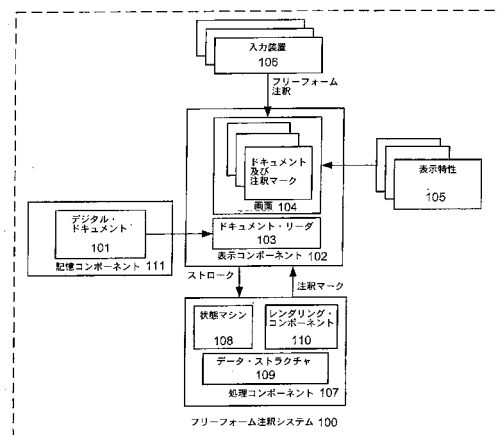 入力装置
106
フリーフォーム
注釈
ドキュメント
及び
注釈マーク
画面 104
表示特性
105
デジタル・
ドキュメント
101
記憶コンポーネント 111
ドキュメント・リーダ
103
表示コンポーネント 102
ストローク
注釈マーク
状態マシン
108
レンダリング・
コンポーネント
110
データ・ストラクチャ
109
処理コンポーネント 107
フリーフォーム注釈システム 100